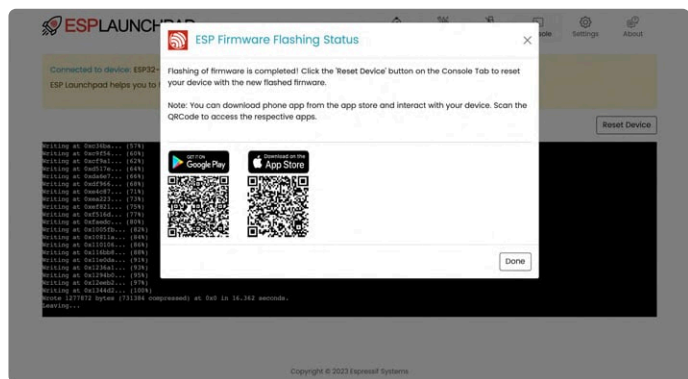 ESPLAUNCHPAD
Settings
About
ESP Firmware Flashing Status
Connected to device: ESP32-
ESP Launchpad helps you to
Flashing of firmware is completed! Click the 'Reset Device' button on the Console Tab to reset
your device with the new flashed firmware.
Note: You can download phone app from the app store and interact with your device. Scan the
QRCode to access the respective apps.
Reset Device
GET IT ON
Google Play
Download on the
App Store
Done
Writing at 0xc36ba... (57%)
Writing at 0xc9f54... (60%)
Writing at 0xcf9a1... (62%)
Writing at 0xd517e... (64%)
Writing at 0xda6e7... (66%)
Writing at 0xdf966... (68%)
Writing at 0xe4c87... (71%)
Writing at 0xea223... (73%)
Writing at 0xef821... (75%)
Writing at 0xf516d... (77%)
Writing at 0xfaedc... (80%)
Writing at 0x1005fb... (82%)
Writing at 0x10811a... (84%)
Writing at 0x110104... (86%)
Writing at 0x116bb0... (88%)
Writing at 0x11e0da... (91%)
Writing at 0x1236a1... (93%)
Writing at 0x1294b0... (95%)
Writing at 0x12eeb2... (97%)
Writing at 0x1344d2... (100%)
Wrote 1277872 bytes (731384 compressed) at 0x0 in 16.362 seconds.
Leaving...
Copyright © 2023 Espressif Systems